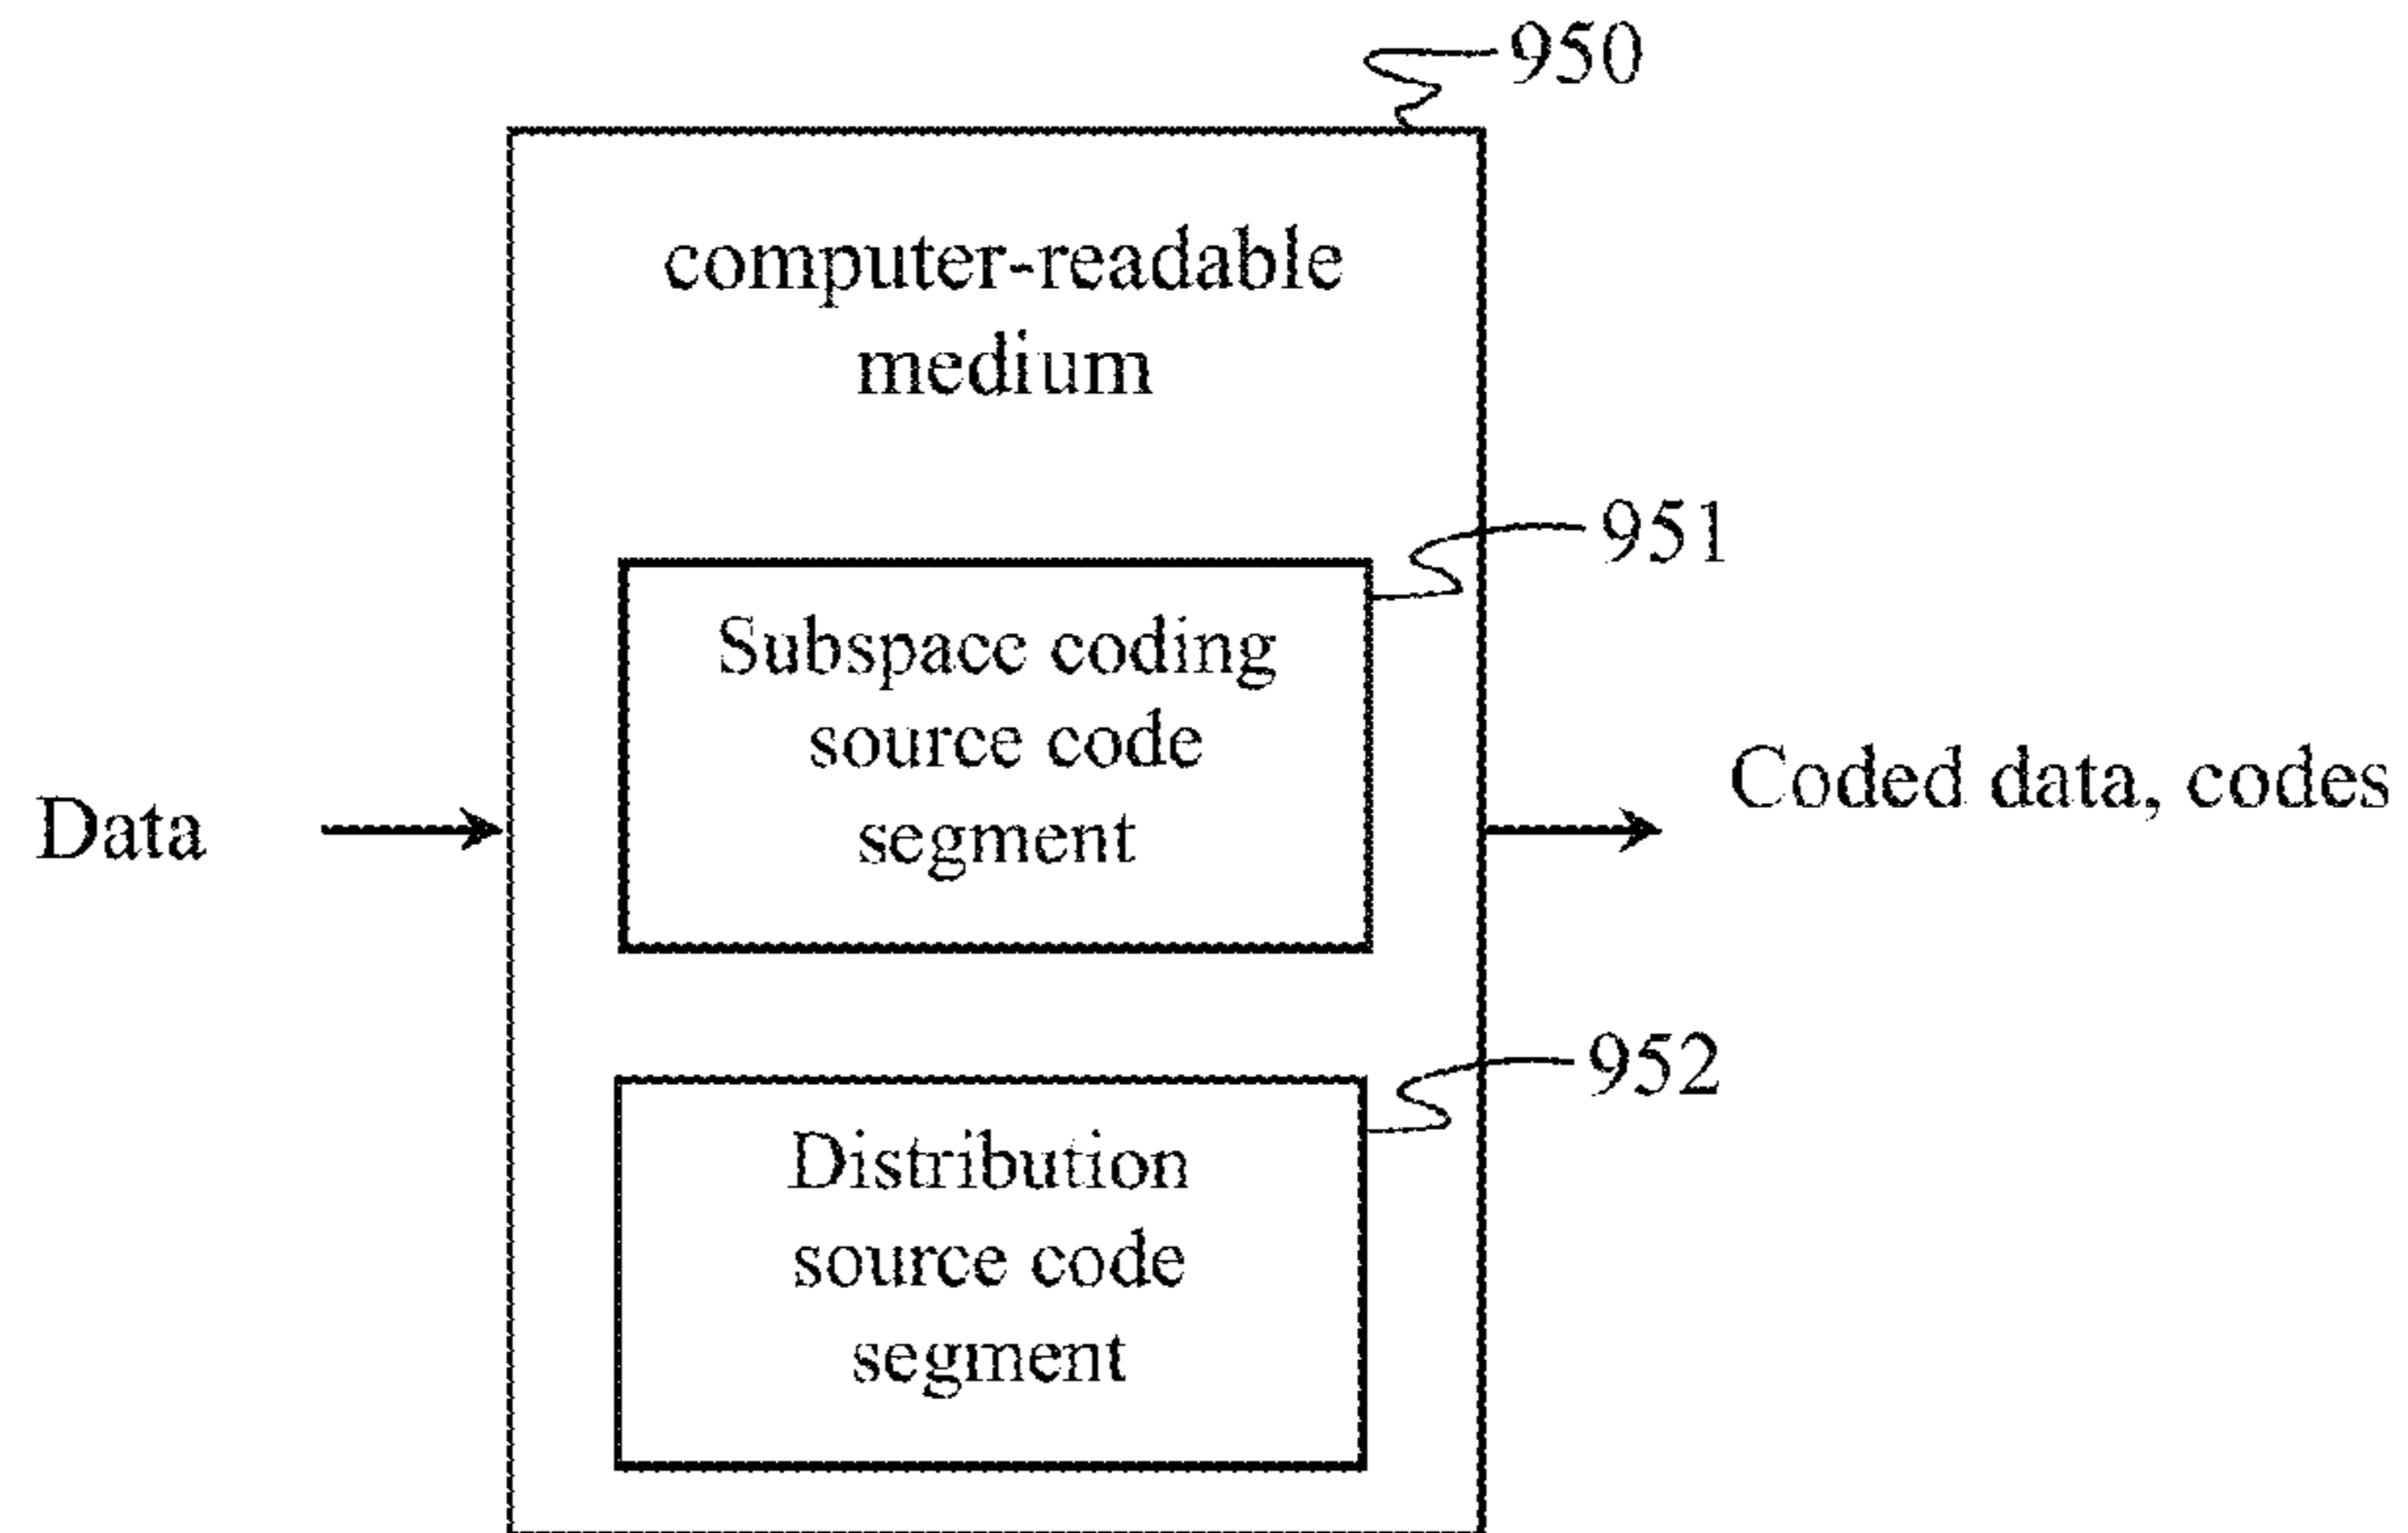 950
computer-readable
medium
951
Subspace coding
source code
segment
Data
Coded data, codes
952
Distribution
source code
segment